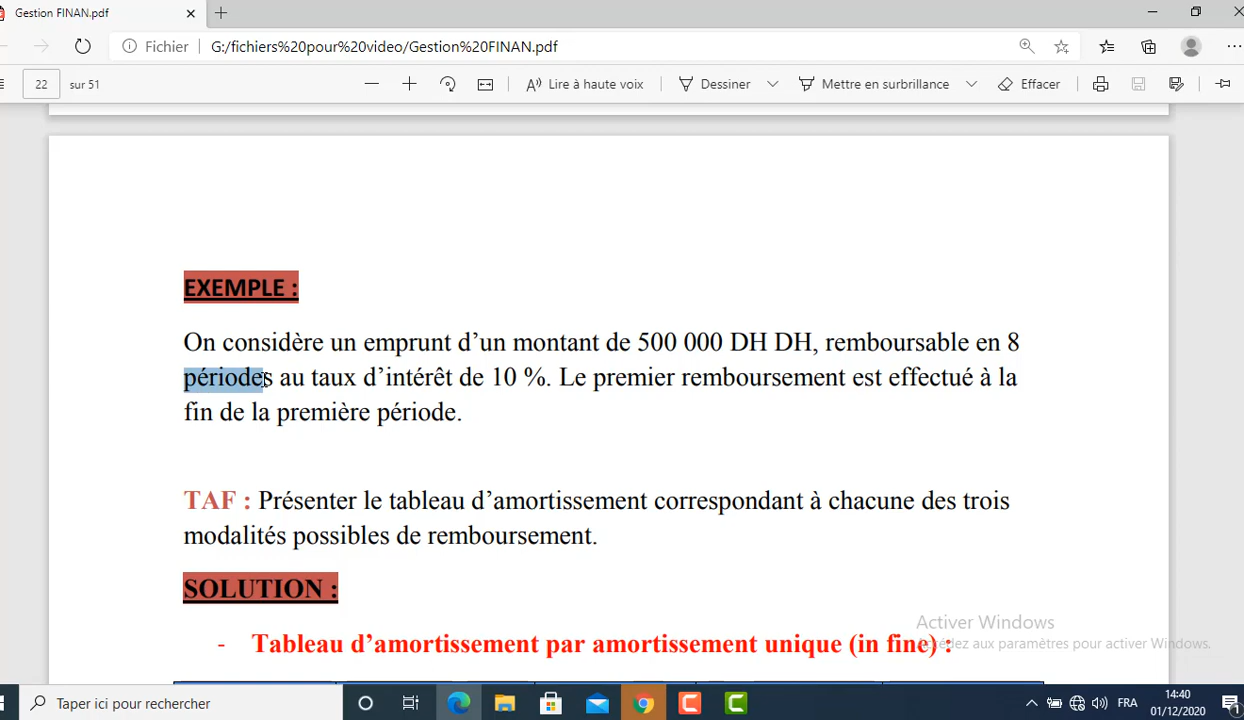 Gestion FINAN.pdf
Fichier G:/fichiers%20pour%20video/Gestion%20FINAN.pdf
22 sur 51 Lire à haute voix Dessiner Mettre en surbrillance Effacer
EXEMPLE :
On considère un emprunt d’un montant de 500 000 DH DH, remboursable en 8
périodes au taux d’intérêt de 10 %. Le premier remboursement est effectué à la
fin de la première période.
TAF : Présenter le tableau d’amortissement correspondant à chacune des trois
modalités possibles de remboursement.
SOLUTION :
Activer Windows
- Tableau d’amortissement par amortissement unique (in fine) :
Accédez aux paramètres pour activer Windows.
Taper ici pour rechercher
FRA
14:40
01/12/2020
1